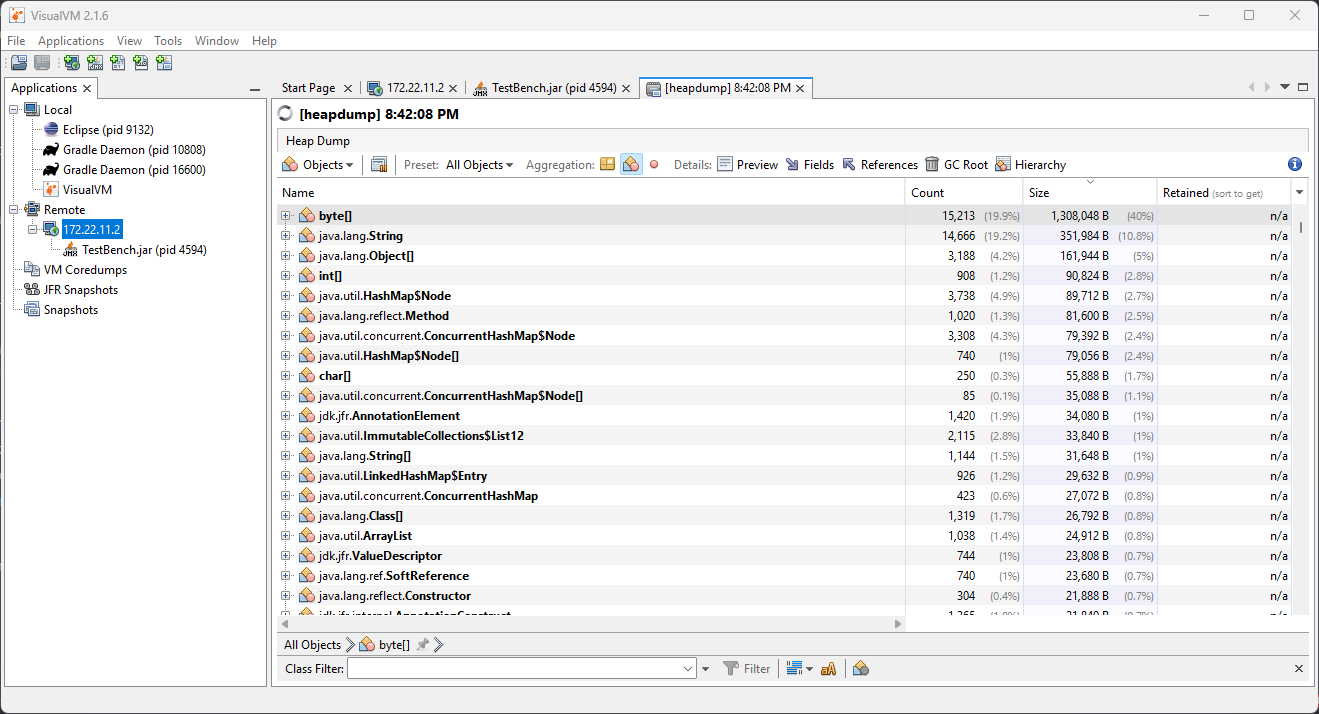 VisualVM 2.1.6
File Applications View Tools Window Help
Applications
Start Page 172.22.11.2 TestBench.jar (pid 4594) [heapdump] 8:42:08 PM
Local
Eclipse (pid 9132)
Gradle Daemon (pid 10808)
Gradle Daemon (pid 16600)
VisualVM
Remote
172.22.11.2
TestBench.jar (pid 4594)
VM Coredumps
JFR Snapshots
Snapshots
[heapdump] 8:42:08 PM
Heap Dump
Objects Preset: All Objects Aggregation: Details: Preview Fields References GC Root Hierarchy
Name Count Size Retained (sort to get)
byte[] 15,213 (19.9%) 1,308,048 B (40%) n/a
java.lang.String 14,666 (19.2%) 351,984 B (10.8%) n/a
java.lang.Object[] 3,188 (4.2%) 161,944 B (5%) n/a
int[] 908 (1.2%) 90,824 B (2.8%) n/a
java.util.HashMap$Node 3,738 (4.9%) 89,712 B (2.7%) n/a
java.lang.reflect.Method 1,020 (1.3%) 81,600 B (2.5%) n/a
java.util.concurrent.ConcurrentHashMap$Node 3,308 (4.3%) 79,392 B (2.4%) n/a
java.util.HashMap$Node[] 740 (1%) 79,056 B (2.4%) n/a
char[] 250 (0.3%) 55,888 B (1.7%) n/a
java.util.concurrent.ConcurrentHashMap$Node[] 85 (0.1%) 35,088 B (1.1%) n/a
jdk.jfr.AnnotationElement 1,420 (1.9%) 34,080 B (1%) n/a
java.util.ImmutableCollections$List12 2,115 (2.8%) 33,840 B (1%) n/a
java.lang.String[] 1,144 (1.5%) 31,648 B (1%) n/a
java.util.LinkedHashMap$Entry 926 (1.2%) 29,632 B (0.9%) n/a
java.util.concurrent.ConcurrentHashMap 423 (0.6%) 27,072 B (0.8%) n/a
java.lang.Class[] 1,319 (1.7%) 26,792 B (0.8%) n/a
java.util.ArrayList 1,038 (1.4%) 24,912 B (0.8%) n/a
jdk.jfr.ValueDescriptor 744 (1%) 23,808 B (0.7%) n/a
java.lang.ref.SoftReference 740 (1%) 23,680 B (0.7%) n/a
java.lang.reflect.Constructor 304 (0.4%) 21,888 B (0.7%) n/a
All Objects byte[]
Class Filter: Filter aA